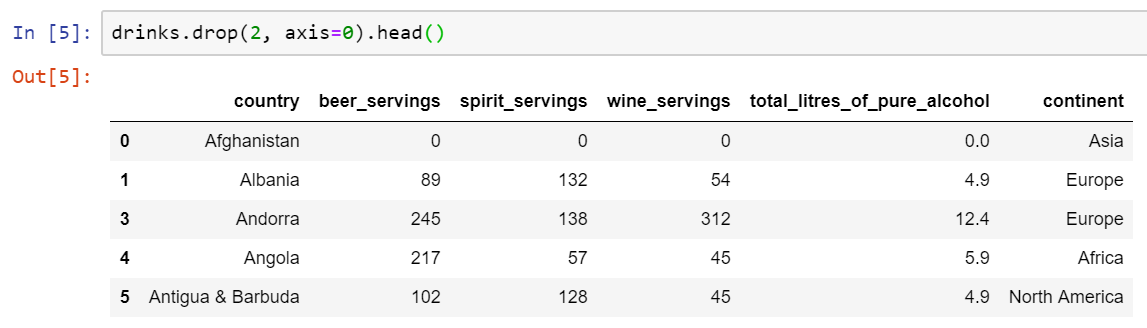 In [5]: drinks.drop(2, axis=0).head()
Out[5]:
country beer_servings spirit_servings wine_servings total_litres_of_pure_alcohol continent
0 Afghanistan 0 0 0 0.0 Asia
1 Albania 89 132 54 4.9 Europe
3 Andorra 245 138 312 12.4 Europe
4 Angola 217 57 45 5.9 Africa
5 Antigua & Barbuda 102 128 45 4.9 North America